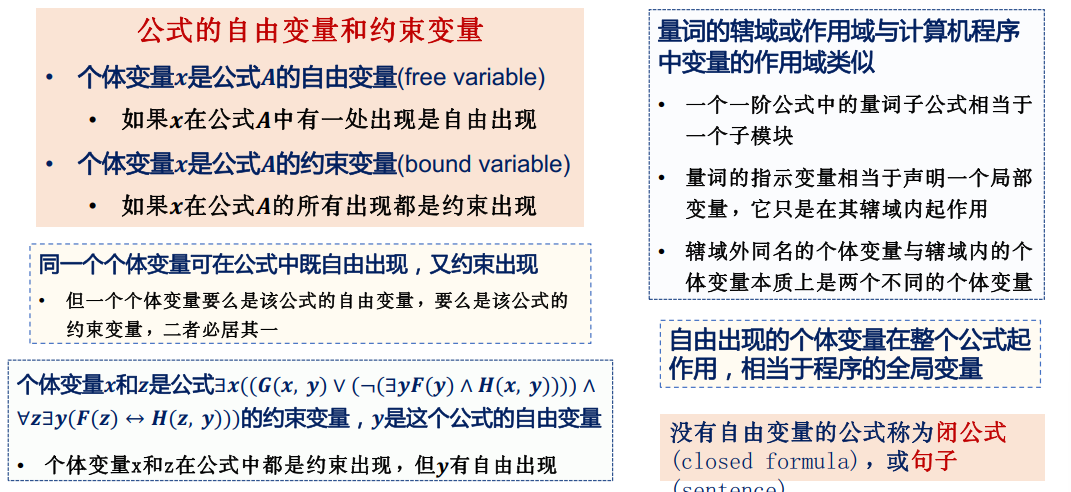 公式的自由变量和约束变量
• 个体变量x是公式A的自由变量(free variable)
• 如果x在公式A中有一处出现是自由出现
• 个体变量x是公式A的约束变量(bound variable)
• 如果x在公式A的所有出现都是约束出现
同一个个体变量可在公式中既自由出现，又约束出现
• 但一个个体变量要么是该公式的自由变量，要么是该公式的
约束变量，二者必居其一
个体变量x和z是公式∃x((G(x, y) ∨ (¬(∃yF(y) ∧ H(x, y)))) ∧
∀z∃y(F(z) ↔ H(z, y)))的约束变量，y是这个公式的自由变量
• 个体变量x和z在公式中都是约束出现，但y有自由出现
量词的辖域或作用域与计算机程序
中变量的作用域类似
• 一个一阶公式中的量词子公式相当于
一个子模块
• 量词的指示变量相当于声明一个局部
变量，它只是在其辖域内起作用
• 辖域外同名的个体变量与辖域内的个
体变量本质上是两个不同的个体变量
自由出现的个体变量在整个公式起
作用，相当于程序的全局变量
没有自由变量的公式称为闭公式
(closed formula)，或句子
(sentence)